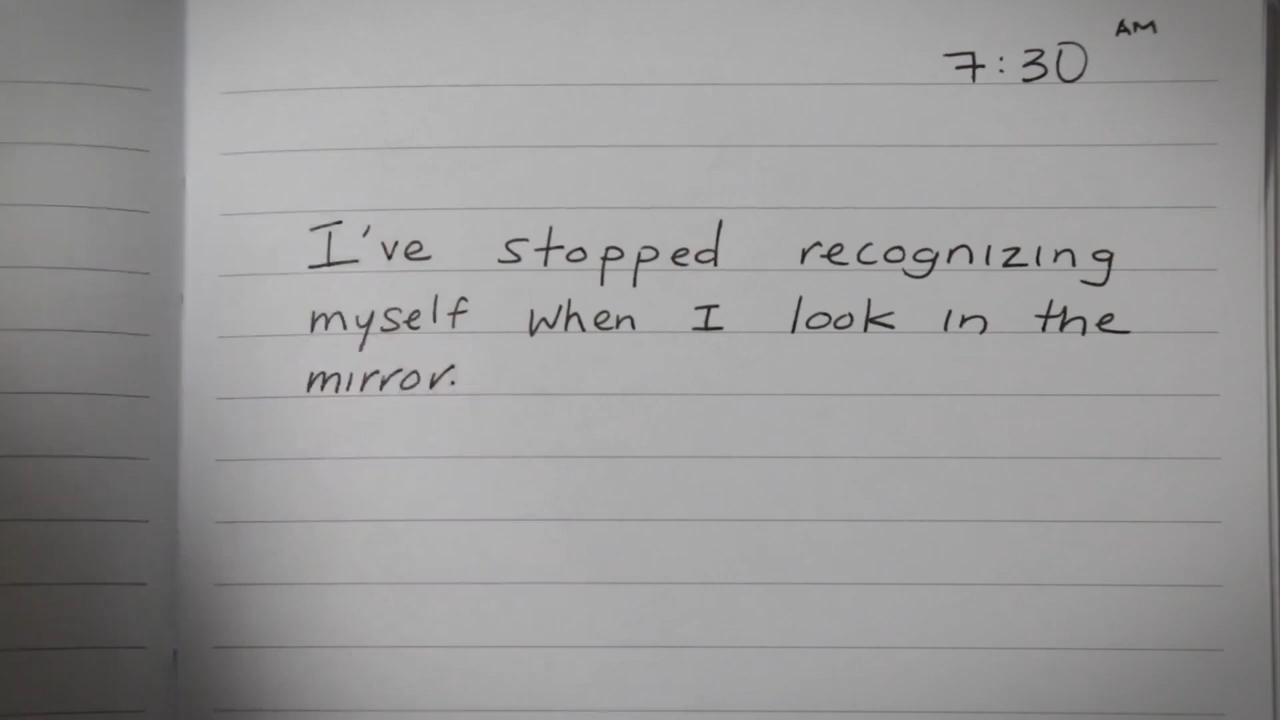 7:30 AM
I've stopped recognizing
myself when I look in the
mirror.